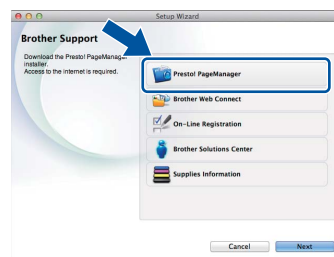 Setup Wizard
Brother Support
Download the Presto! PageManager
installer.
Access to the Internet is required.
Presto! PageManager
Brother Web Connect
On-Line Registration
Brother Solutions Center
Supplies Information
Cancel
Next